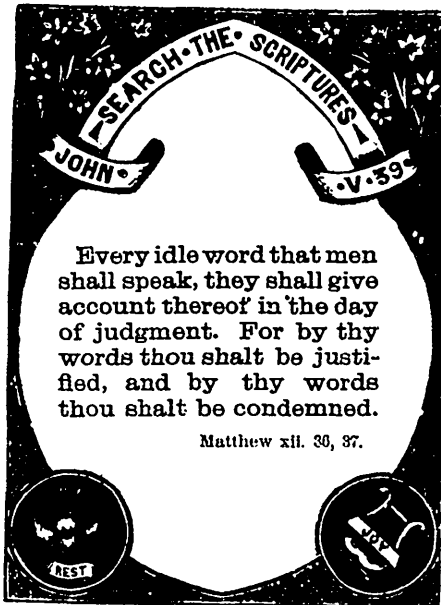 SEARCH·THE·SCRIPTURES
JOHN·
·V·39·
Every idle word that men
shall speak, they shall give
account thereof in the day
of judgment. For by thy
words thou shalt be justi-
fied, and by thy words
thou shalt be condemned.
Matthew xii. 36, 37.
REST
JOY